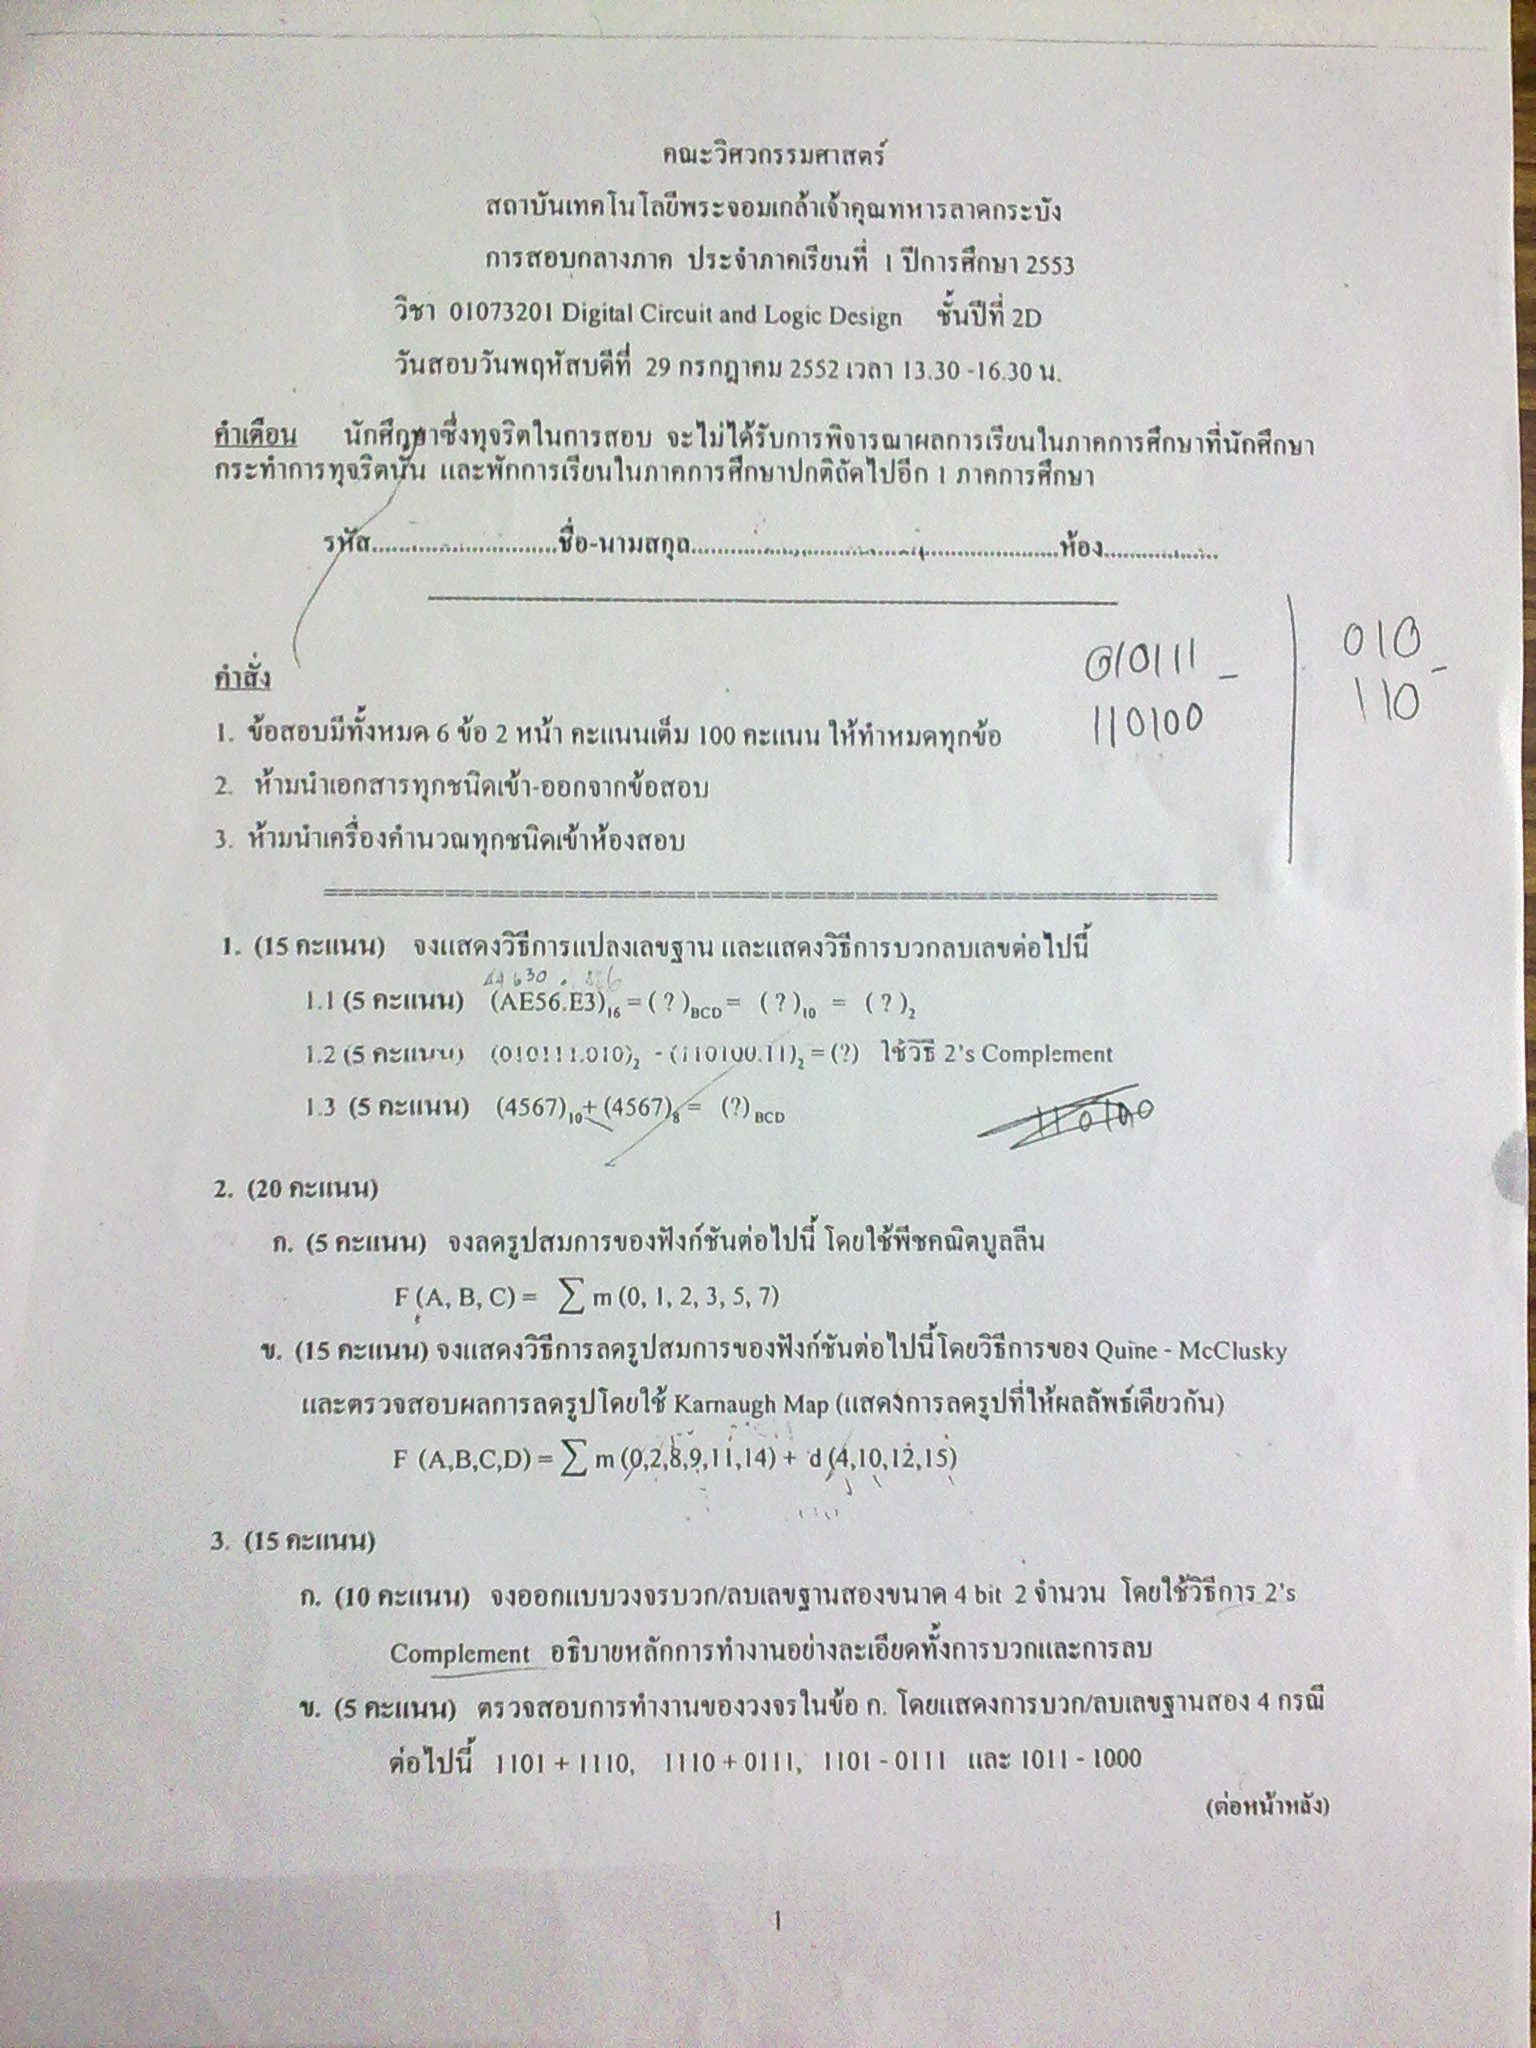 คณะวิศวกรรมศาสตร์
สถาบันเทคโนโลยีพระจอมเกล้าเจ้าคุณทหารลาดกระบัง
การสอบกลางภาค ประจำภาคเรียนที่ 1 ปีการศึกษา 2553
วิชา 01073201 Digital Circuit and Logic Design ชั้นปีที่ 2D
วันสอบวันพฤหัสบดีที่ 29 กรกฎาคม 2552 เวลา 13.30 -16.30 น.
คำเตือน นักศึกษาซึ่งทุจริตในการสอบ จะไม่ได้รับการพิจารณาผลการเรียนในภาคการศึกษาที่นักศึกษา
กระทำการทุจริตนั้น และพักการเรียนในภาคการศึกษาปกติถัดไปอีก 1 ภาคการศึกษา
รหัส...........................ชื่อ-นามสกุล.....................................................ห้อง.................
010111 - 010 -
110100 110
คำสั่ง
1. ข้อสอบมีทั้งหมด 6 ข้อ 2 หน้า คะแนนเต็ม 100 คะแนน ให้ทำหมดทุกข้อ
2. ห้ามนำเอกสารทุกชนิดเข้า-ออกจากข้อสอบ
3. ห้ามนำเครื่องคำนวณทุกชนิดเข้าห้องสอบ
1. (15 คะแนน) จงแสดงวิธีการแปลงเลขฐาน และแสดงวิธีการบวกลบเลขต่อไปนี้
1.1 (5 คะแนน) (AE56.E3)₁₆ = ( ? )BCD = ( ? )₁₀ = ( ? )₂
1.2 (5 คะแนน) (010111.010)₂ - (110100.11)₂ = (?) ใช้วิธี 2's Complement
1.3 (5 คะแนน) (4567)₁₀ + (4567)₈ = (?)BCD
2. (20 คะแนน)
ก. (5 คะแนน) จงลดรูปสมการของฟังก์ชันต่อไปนี้ โดยใช้พีชคณิตบูลลีน
F (A, B, C) = ∑ m (0, 1, 2, 3, 5, 7)
ข. (15 คะแนน) จงแสดงวิธีการลดรูปสมการของฟังก์ชันต่อไปนี้โดยวิธีการของ Quine - McClusky
และตรวจสอบผลการลดรูปโดยใช้ Karnaugh Map (แสดงการลดรูปที่ให้ผลลัพธ์เดียวกัน)
F (A,B,C,D) = ∑ m (0,2,8,9,11,14) + d (4,10,12,15)
3. (15 คะแนน)
ก. (10 คะแนน) จงออกแบบวงจรบวก/ลบเลขฐานสองขนาด 4 bit 2 จำนวน โดยใช้วิธีการ 2's
Complement อธิบายหลักการทำงานอย่างละเอียดทั้งการบวกและการลบ
ข. (5 คะแนน) ตรวจสอบการทำงานของวงจรในข้อ ก. โดยแสดงการบวก/ลบเลขฐานสอง 4 กรณี
ต่อไปนี้ 1101 + 1110, 1110 + 0111, 1101 - 0111 และ 1011 - 1000
(ต่อหน้าหลัง)
1